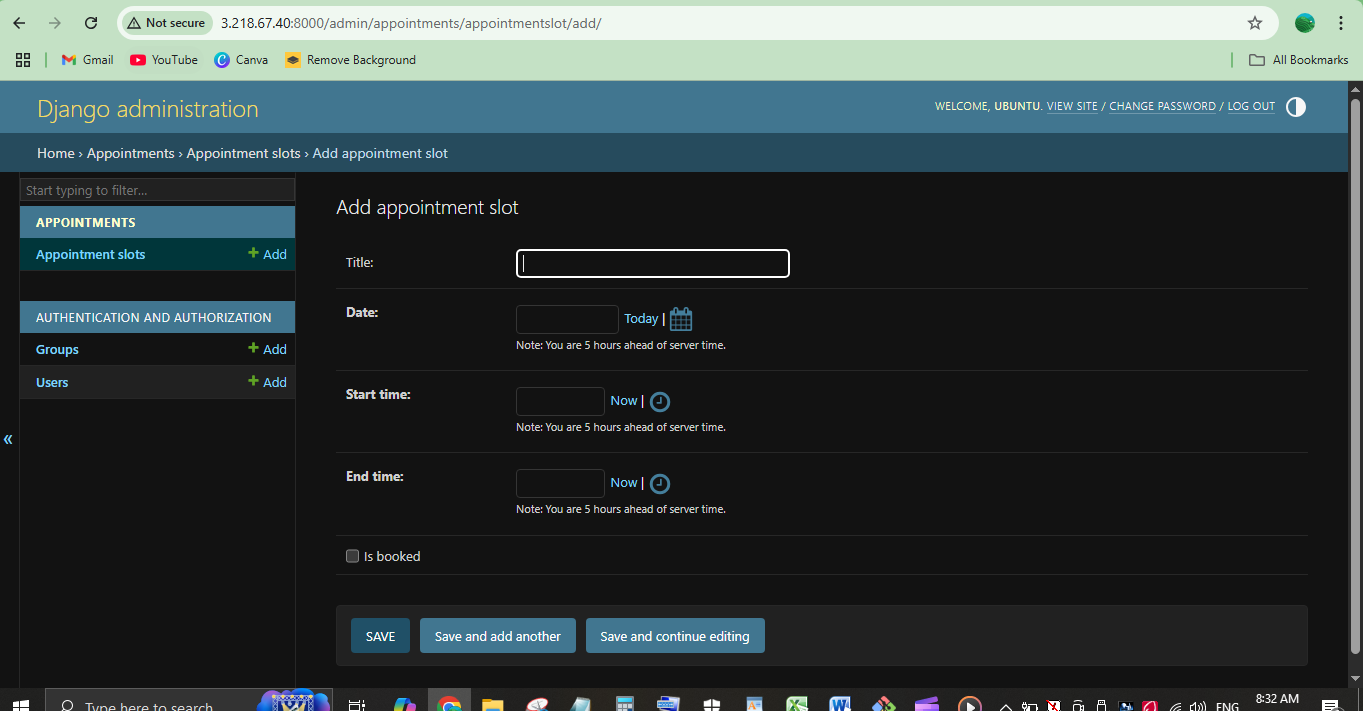 Not secure 3.218.67.40:8000/admin/appointments/appointmentslot/add/
Gmail YouTube Canva Remove Background All Bookmarks
Django administration
WELCOME, UBUNTU. VIEW SITE / CHANGE PASSWORD / LOG OUT
Home › Appointments › Appointment slots › Add appointment slot
Start typing to filter...
APPOINTMENTS
Appointment slots + Add
AUTHENTICATION AND AUTHORIZATION
Groups + Add
Users + Add
«
Add appointment slot
Title:
Date:
Today |
Note: You are 5 hours ahead of server time.
Start time:
Now |
Note: You are 5 hours ahead of server time.
End time:
Now |
Note: You are 5 hours ahead of server time.
Is booked
SAVE Save and add another Save and continue editing
Type here to search
ENG
8:32 AM